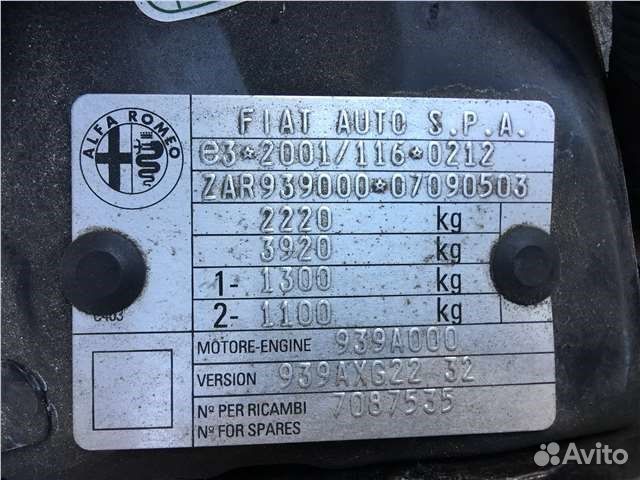 ALFA ROMEO
FIAT AUTO S.P.A.
e3*2001/116*0212
ZAR939000*07090503
2220 kg
3920 kg
1- 1300 kg
2- 1100 kg
MOTORE-ENGINE 939A000
VERSION 939AXG22 32
Nº PER RICAMBI 7087535
Nº FOR SPARES
Avito